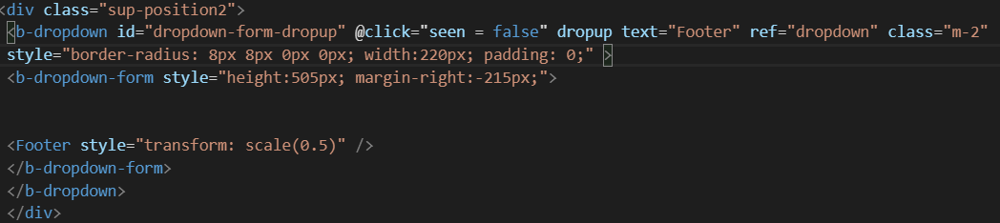 <div class="sup-position2">
<b-dropdown id="dropdown-form-dropup" @click="seen = false" dropup text="Footer" ref="dropdown" class="m-2"
style="border-radius: 8px 8px 0px 0px; width:220px; padding: 0;" >
<b-dropdown-form style="height:505px; margin-right:-215px;">
<Footer style="transform: scale(0.5)" />
</b-dropdown-form>
</b-dropdown>
</div>